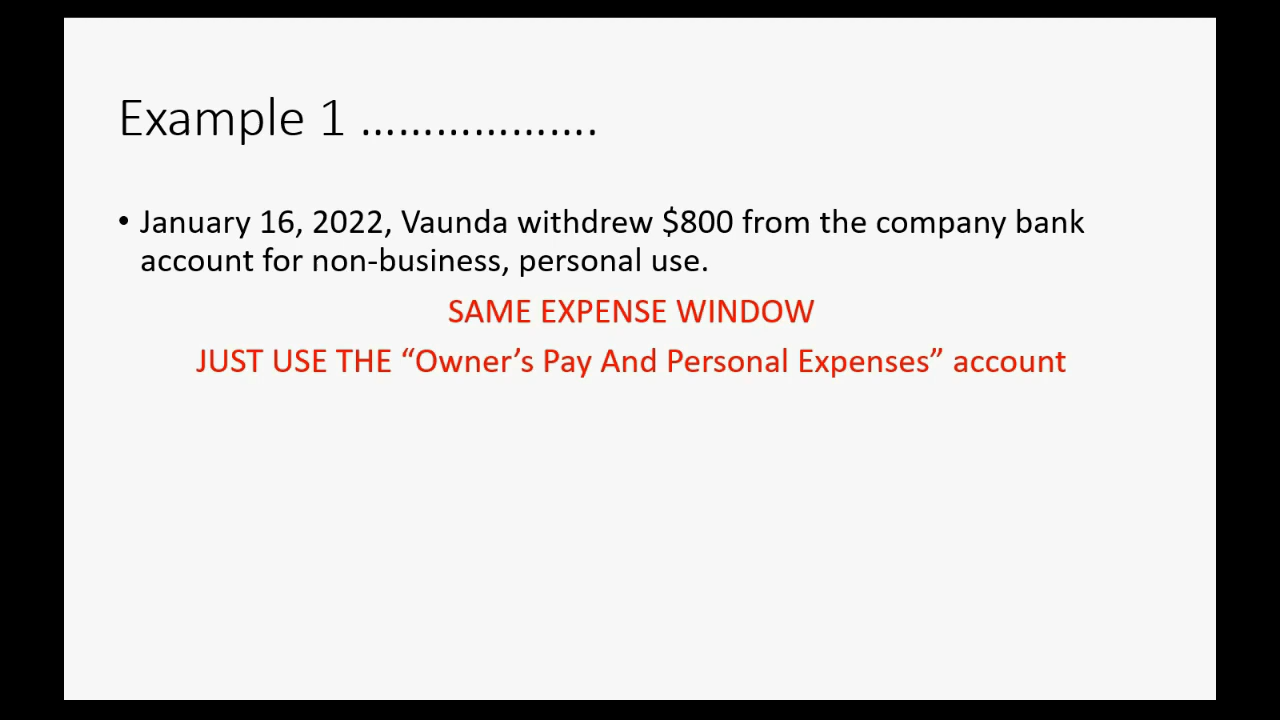 Example 1 ……………….
• January 16, 2022, Vaunda withdrew $800 from the company bank
account for non-business, personal use.
SAME EXPENSE WINDOW
JUST USE THE “Owner’s Pay And Personal Expenses” account